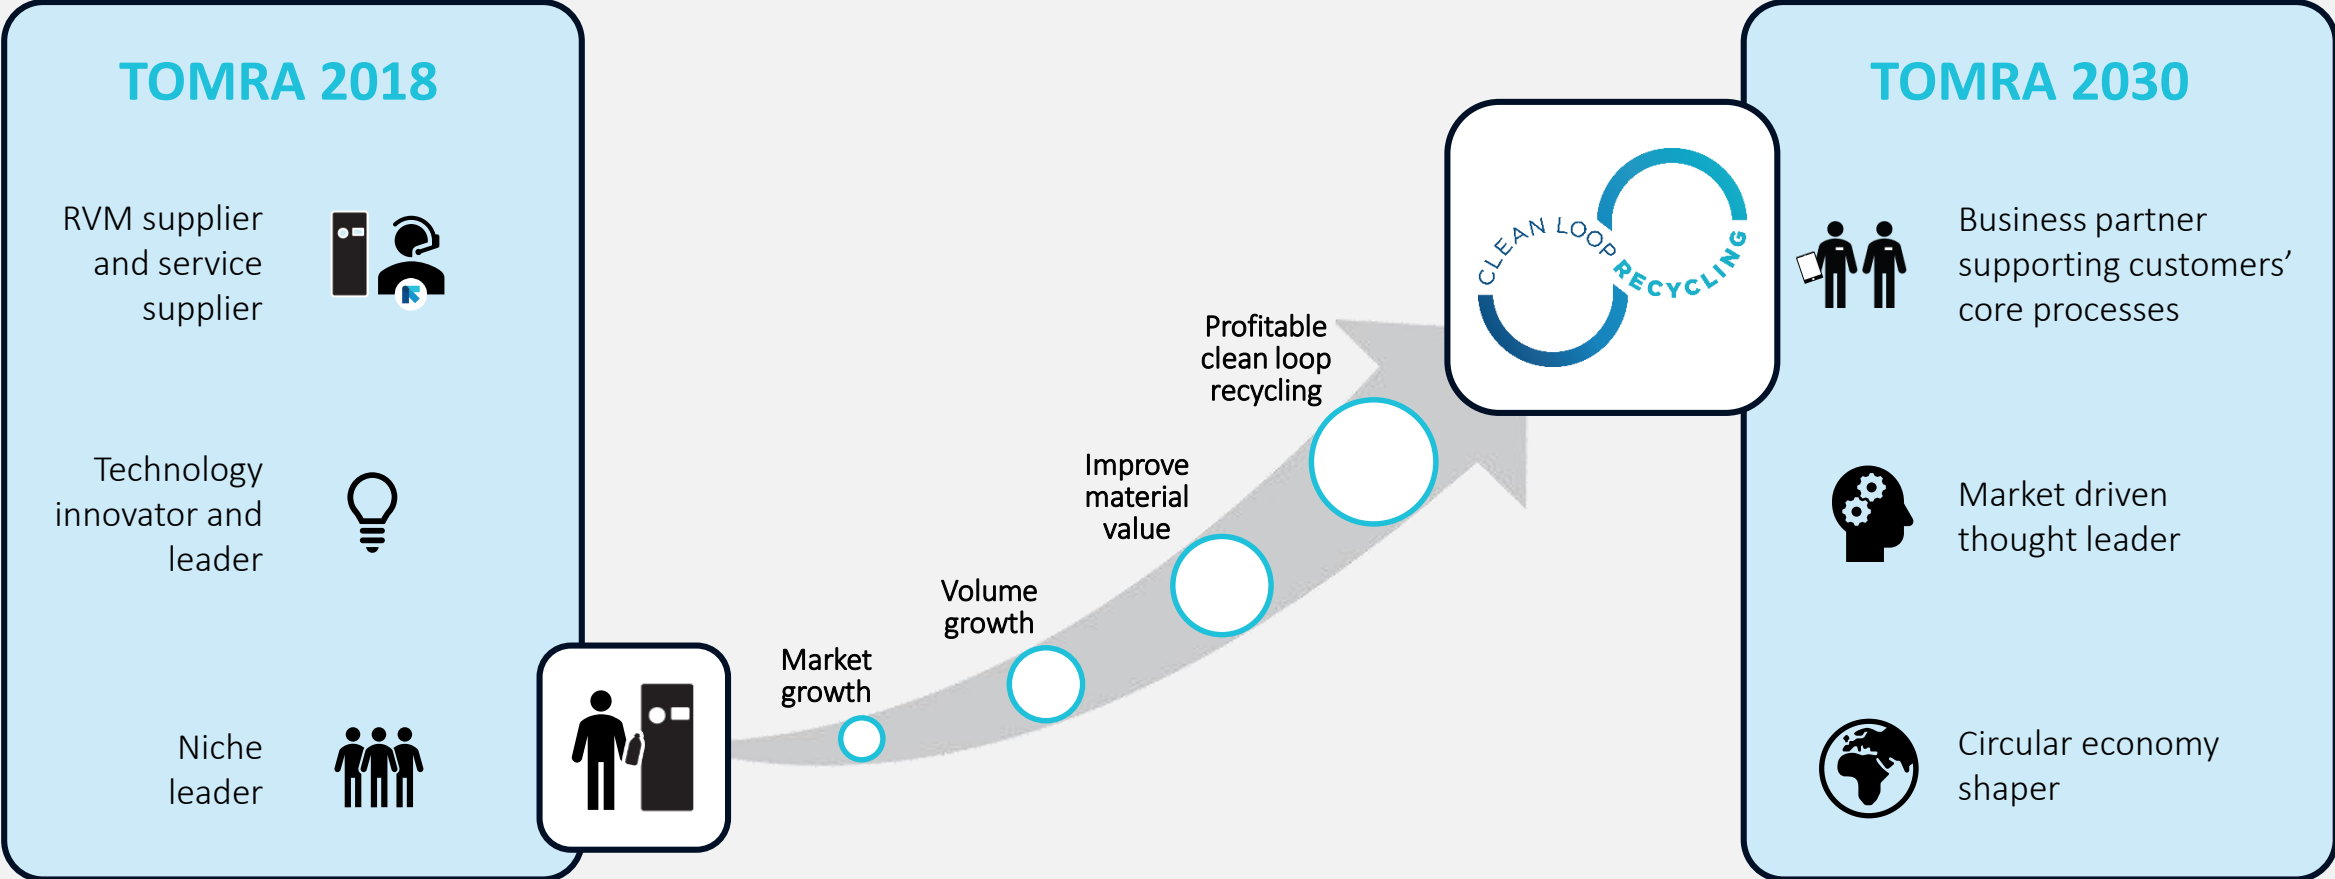 TOMRA 2018
RVM supplier
and service
supplier
Technology
innovator and
leader
Niche
leader
Market
growth
Volume
growth
Improve
material
value
Profitable
clean loop
recycling
CLEAN LOOP
RECYCLING
TOMRA 2030
Business partner
supporting customers’
core processes
Market driven
thought leader
Circular economy
shaper